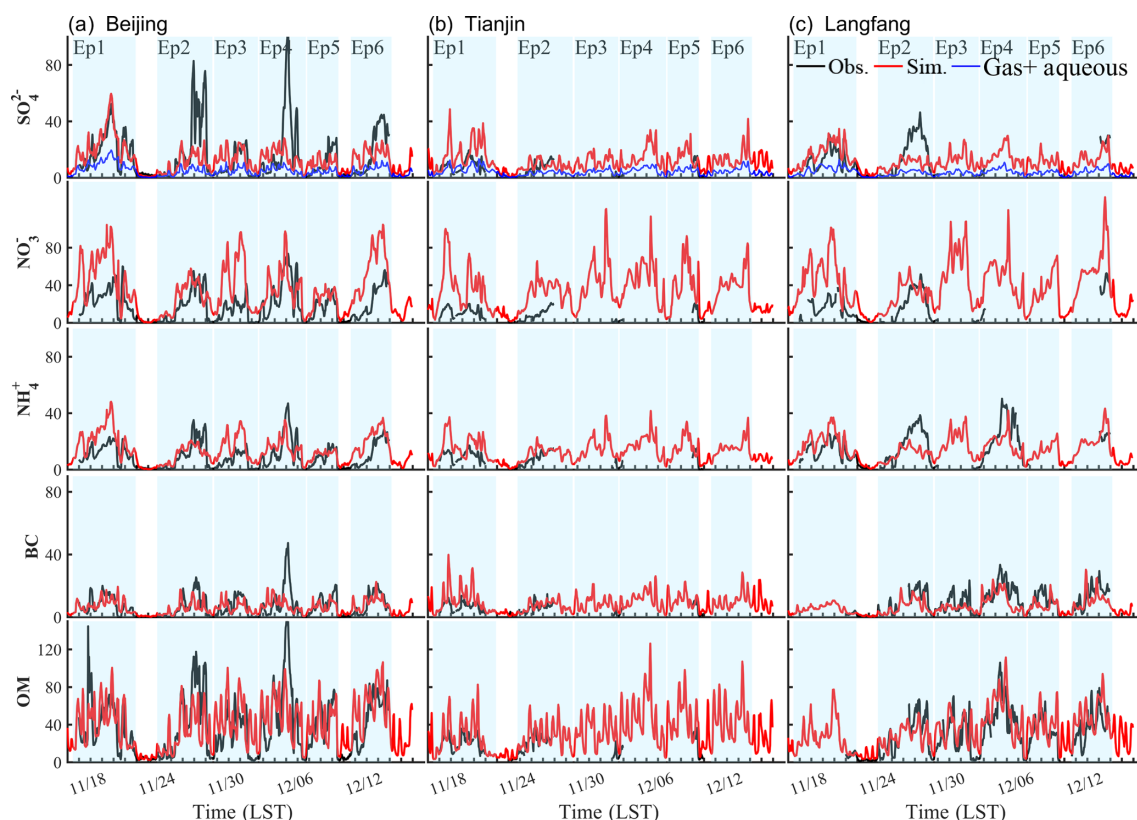 (a) Beijing (b) Tianjin (c) Langfang
Ep1 Ep2 Ep3 Ep4 Ep5 Ep6 Ep1 Ep2 Ep3 Ep4 Ep5 Ep6 Ep1 Ep2 Ep3 Ep4 Ep5 Ep6
Obs. Sim. Gas+ aqueous
SO₄²⁻
80
40
0
NO₃⁻
80
40
0
NH₄⁺
80
40
0
BC
80
40
0
OM
120
80
40
0
11/18 11/24 11/30 12/06 12/12 11/18 11/24 11/30 12/06 12/12 11/18 11/24 11/30 12/06 12/12
Time (LST) Time (LST) Time (LST)